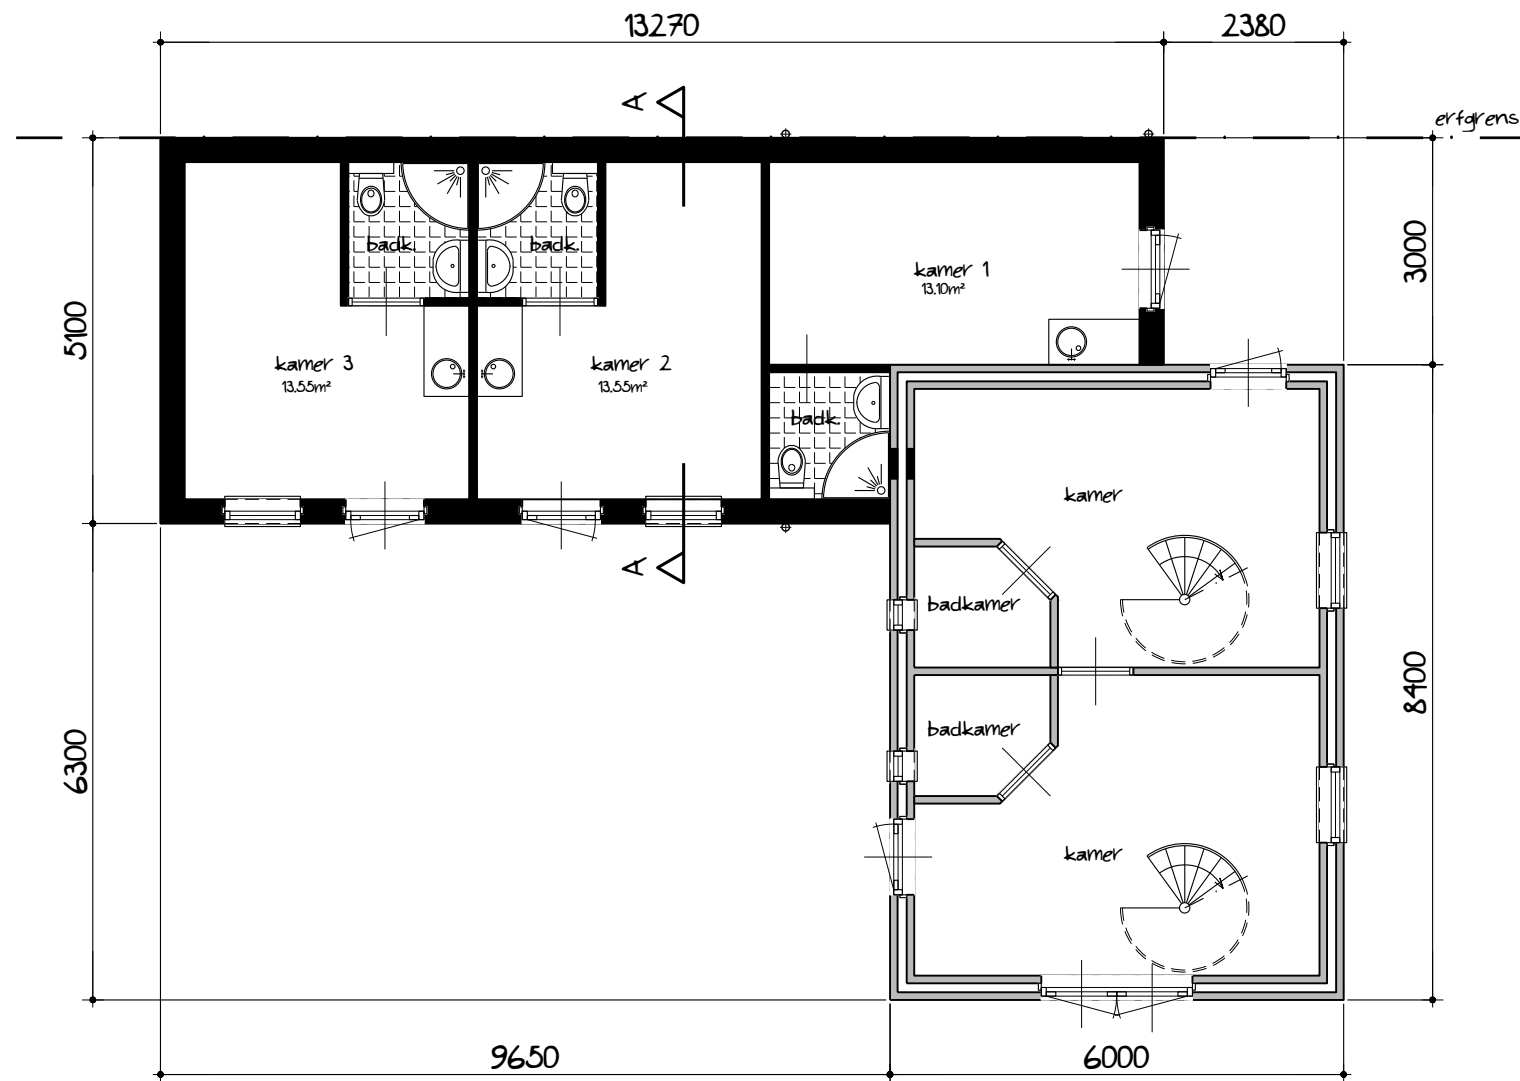 13270
2380
A
erfgrens
badk.
badk.
kamer 1
13.10m²
3000
5100
kamer 3
13.55m²
kamer 2
13.55m²
badk.
kamer
A
badkamer
8400
badkamer
6300
kamer
9650
6000